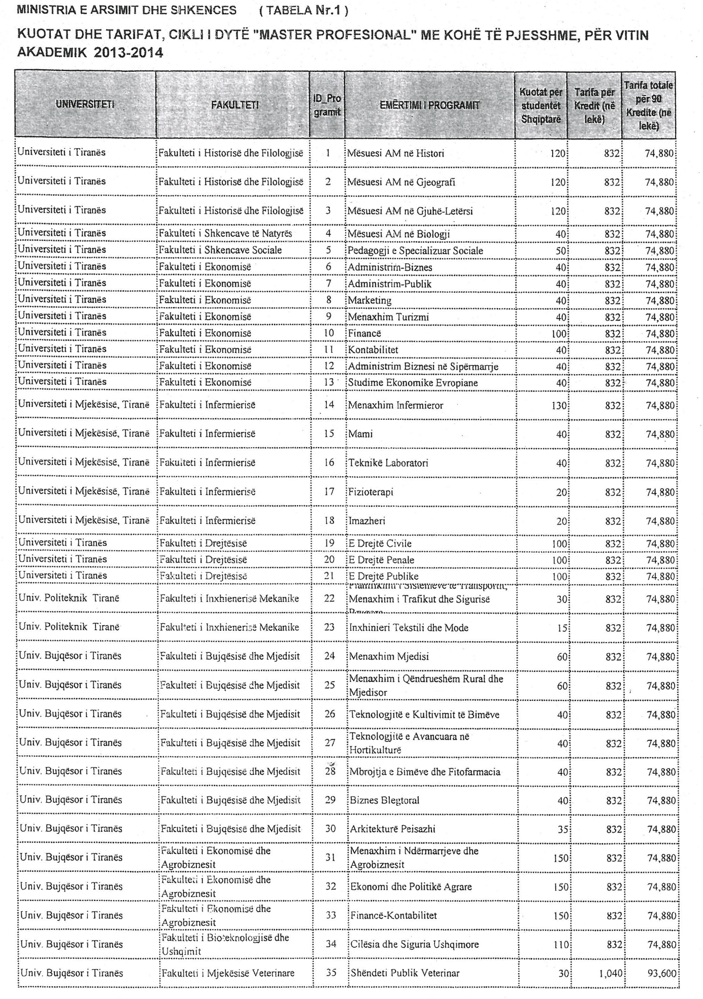 MINISTRIA E ARSIMIT DHE SHKENCES ( TABELA Nr.1 )
KUOTAT DHE TARIFAT, CIKLI I DYTË "MASTER PROFESIONAL" ME KOHË TË PJESSHME, PËR VITIN
AKADEMIK 2013-2014
UNIVERSITETI FAKULTETI ID_Programit EMËRTIMI I PROGRAMIT Kuotat për studentët Shqiptarë Tarifa për Kredit (në lekë) Tarifa totale për 90 Kredite (në lekë)
Universiteti i Tiranës Fakulteti i Historisë dhe Filologjisë 1 Mësuesi AM në Histori 120 832 74,880
Universiteti i Tiranës Fakulteti i Historisë dhe Filologjisë 2 Mësuesi AM në Gjeografi 120 832 74,880
Universiteti i Tiranës Fakulteti i Historisë dhe Filologjisë 3 Mësuesi AM në Gjuhë-Letërsi 120 832 74,880
Universiteti i Tiranës Fakulteti i Shkencave të Natyrës 4 Mësuesi AM në Biologji 40 832 74,880
Universiteti i Tiranës Fakulteti i Shkencave Sociale 5 Pedagogji e Specializuar Sociale 50 832 74,880
Universiteti i Tiranës Fakulteti i Ekonomisë 6 Administrim-Biznes 40 832 74,880
Universiteti i Tiranës Fakulteti i Ekonomisë 7 Administrim-Publik 40 832 74,880
Universiteti i Tiranës Fakulteti i Ekonomisë 8 Marketing 40 832 74,880
Universiteti i Tiranës Fakulteti i Ekonomisë 9 Menaxhim Turizmi 40 832 74,880
Universiteti i Tiranës Fakulteti i Ekonomisë 10 Financë 100 832 74,880
Universiteti i Tiranës Fakulteti i Ekonomisë 11 Kontabilitet 40 832 74,880
Universiteti i Tiranës Fakulteti i Ekonomisë 12 Administrim Biznesi në Sipërmarrje 40 832 74,880
Universiteti i Tiranës Fakulteti i Ekonomisë 13 Studime Ekonomike Evropiane 40 832 74,880
Universiteti i Mjekësisë, Tiranë Fakulteti i Infermierisë 14 Menaxhim Infermieror 130 832 74,880
Universiteti i Mjekësisë, Tiranë Fakulteti i Infermierisë 15 Mami 40 832 74,880
Universiteti i Mjekësisë, Tiranë Fakulteti i Infermierisë 16 Teknikë Laboratori 40 832 74,880
Universiteti i Mjekësisë, Tiranë Fakulteti i Infermierisë 17 Fizioterapi 20 832 74,880
Universiteti i Mjekësisë, Tiranë Fakulteti i Infermierisë 18 Imazheri 20 832 74,880
Universiteti i Tiranës Fakulteti i Drejtësisë 19 E Drejtë Civile 100 832 74,880
Universiteti i Tiranës Fakulteti i Drejtësisë 20 E Drejtë Penale 100 832 74,880
Universiteti i Tiranës Fakulteti i Drejtësisë 21 E Drejtë Publike 100 832 74.880
Univ. Politeknik Tiranë Fakulteti i Inxhienerisë Mekanike 22 Menaxhim i Trafikut dhe Sigurisë 30 832 74,880
Univ. Politeknik Tiranë Fakulteti i Inxhienerisë Mekanike 23 Inxhinieri Tekstili dhe Mode 15 832 74,880
Univ. Bujqësor i Tiranës Fakulteti i Bujqësisë dhe Mjedisit 24 Menaxhim Mjedisi 60 832 74,880
Univ. Bujqësor i Tiranës Fakulteti i Bujqësisë dhe Mjedisit 25 Menaxhim i Qëndrueshëm Rural dhe Mjedisor 60 832 74,880
Univ. Bujqësor i Tiranës Fakulteti i Bujqësisë dhe Mjedisit 26 Teknologjitë e Kultivimit të Bimëve 40 832 74,880
Univ. Bujqësor i Tiranës Fakulteti i Bujqësisë dhe Mjedisit 27 Teknologjitë e Avancuara në Hortikulturë 40 832 74,880
Univ. Bujqësor i Tiranës Fakulteti i Bujqësisë dhe Mjedisit 28 Mbrojtja e Bimëve dhe Fitofarmacia 40 832 74,880
Univ. Bujqësor i Tiranës Fakulteti i Bujqësisë dhe Mjedisit 29 Biznes Blegtoral 40 832 74,880
Univ. Bujqësor i Tiranës Fakulteti i Bujqësisë dhe Mjedisit 30 Arkitekturë Peisazhi 35 832 74,880
Univ. Bujqësor i Tiranës Fakulteti i Ekonomisë dhe Agrobiznesit 31 Menaxhim i Ndërmarrjeve dhe Agrobiznesit 150 832 74,880
Univ. Bujqësor i Tiranës Fakulteti i Ekonomisë dhe Agrobiznesit 32 Ekonomi dhe Politikë Agrare 150 832 74,880
Univ. Bujqësor i Tiranës Fakulteti i Ekonomisë dhe Agrobiznesit 33 Financë-Kontabilitet 150 832 74,880
Univ. Bujqësor i Tiranës Fakulteti i Bioteknologjisë dhe Ushqimit 34 Cilësia dhe Siguria Ushqimore 110 832 74,880
Univ. Bujqësor i Tiranës Fakulteti i Mjekësisë Veterinare 35 Shëndeti Publik Veterinar 30 1,040 93,600